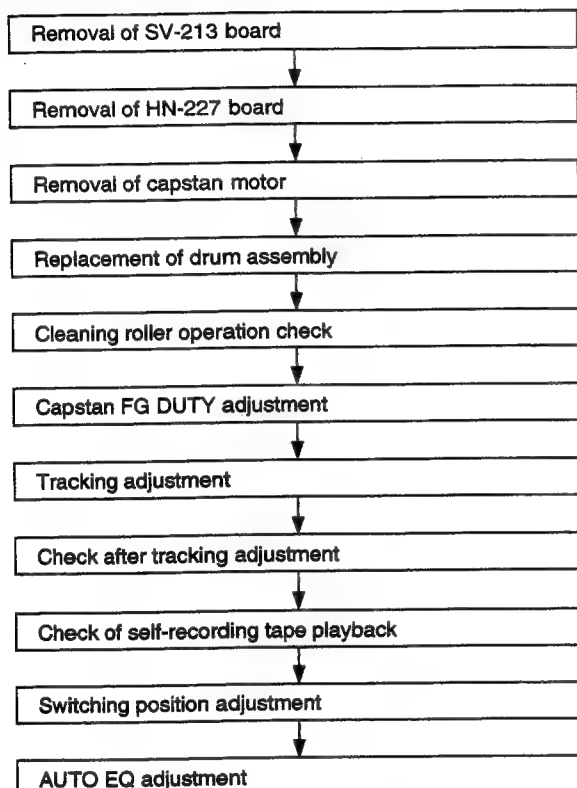 Removal of SV-213 board
Removal of HN-227 board
Removal of capstan motor
Replacement of drum assembly
Cleaning roller operation check
Capstan FG DUTY adjustment
Tracking adjustment
Check after tracking adjustment
Check of self-recording tape playback
Switching position adjustment
AUTO EQ adjustment